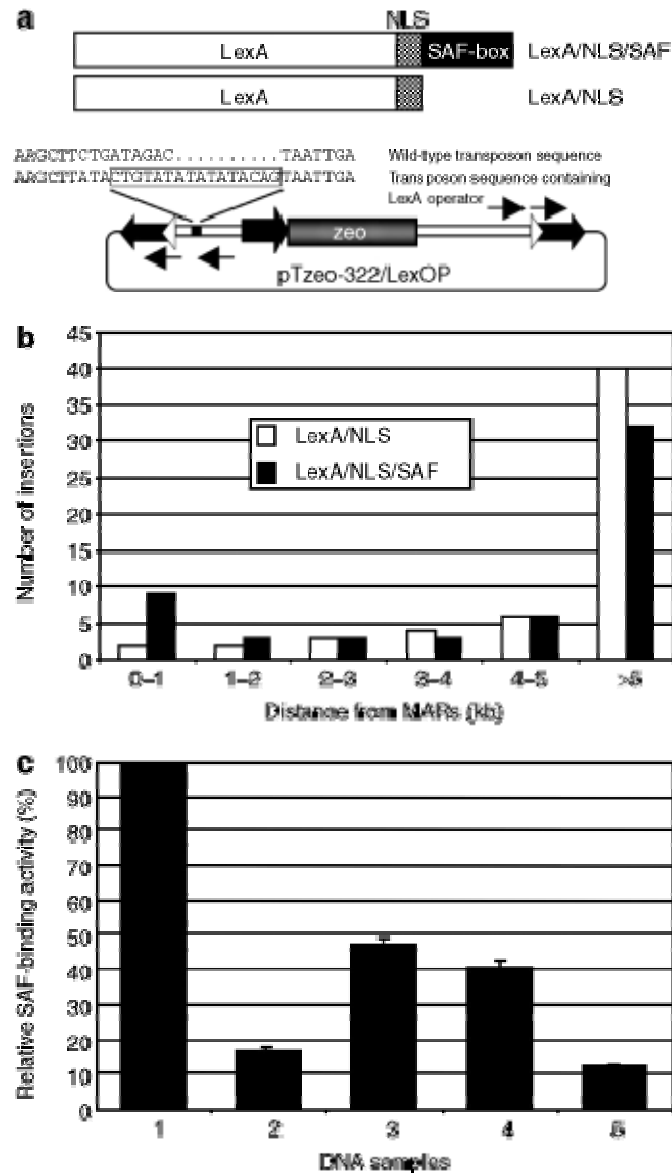 a
NLS
LexA SAF-box LexA/NLS/SAF
LexA LexA/NLS
AAGCTTCTGATAGAC..........TAATTGA Wild-type transposon sequence
AAGCTTATACTGTATATATATACAGTAATTGA Transposon sequence containing
LexA operator
zeo
pTzeo-322/LexOP
b
Number of insertions
45
40
35
30
25
20
15
10
5
0
LexA/NLS
LexA/NLS/SAF
0–1 1–2 2–3 3–4 4–5 >5
Distance from MARs (kb)
c
Relative SAF-binding activity (%)
100
90
80
70
60
50
40
30
20
10
0
1 2 3 4 5
DNA samples